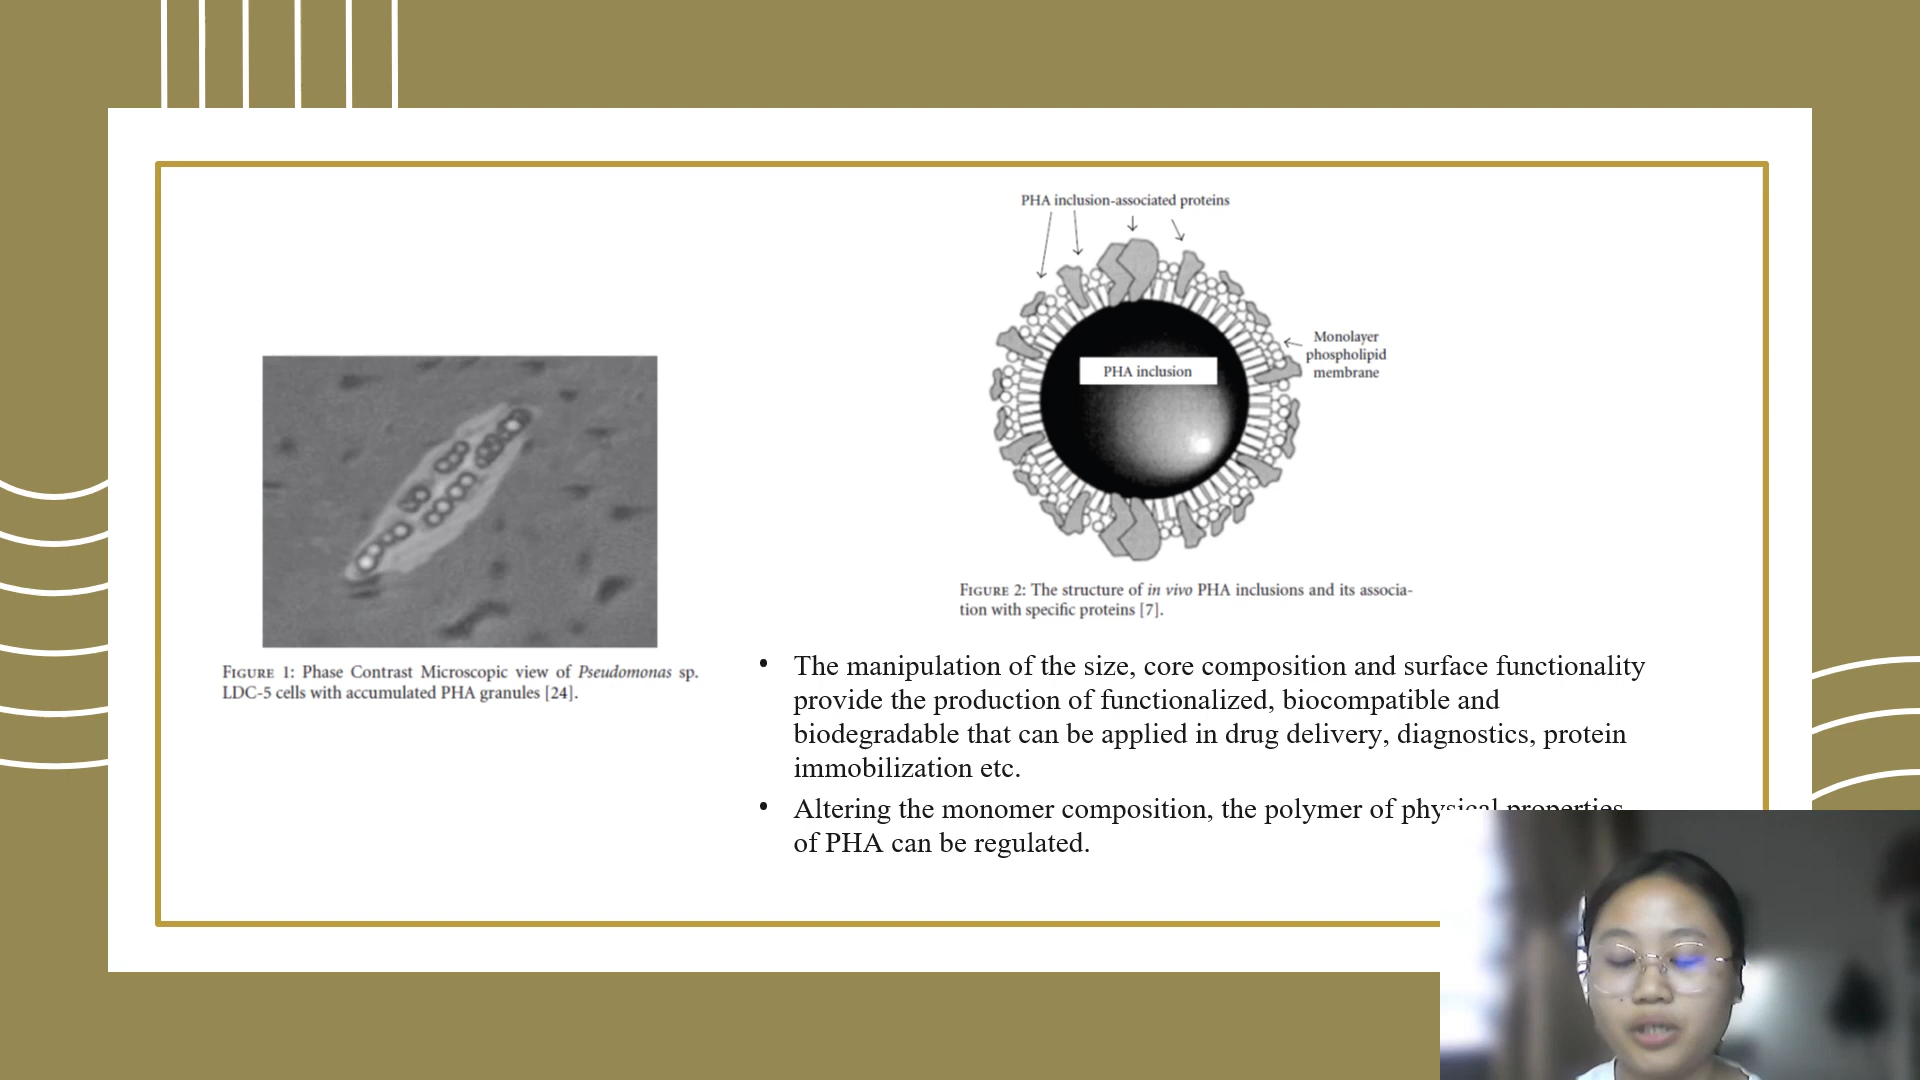 PHA inclusion-associated proteins
PHA inclusion
Monolayer
phospholipid
membrane
FIGURE 2: The structure of in vivo PHA inclusions and its associa-
tion with specific proteins [7].
FIGURE 1: Phase Contrast Microscopic view of Pseudomonas sp.
LDC-5 cells with accumulated PHA granules [24].
• The manipulation of the size, core composition and surface functionality
provide the production of functionalized, biocompatible and
biodegradable that can be applied in drug delivery, diagnostics, protein
immobilization etc.
• Altering the monomer composition, the polymer of physical properties
of PHA can be regulated.